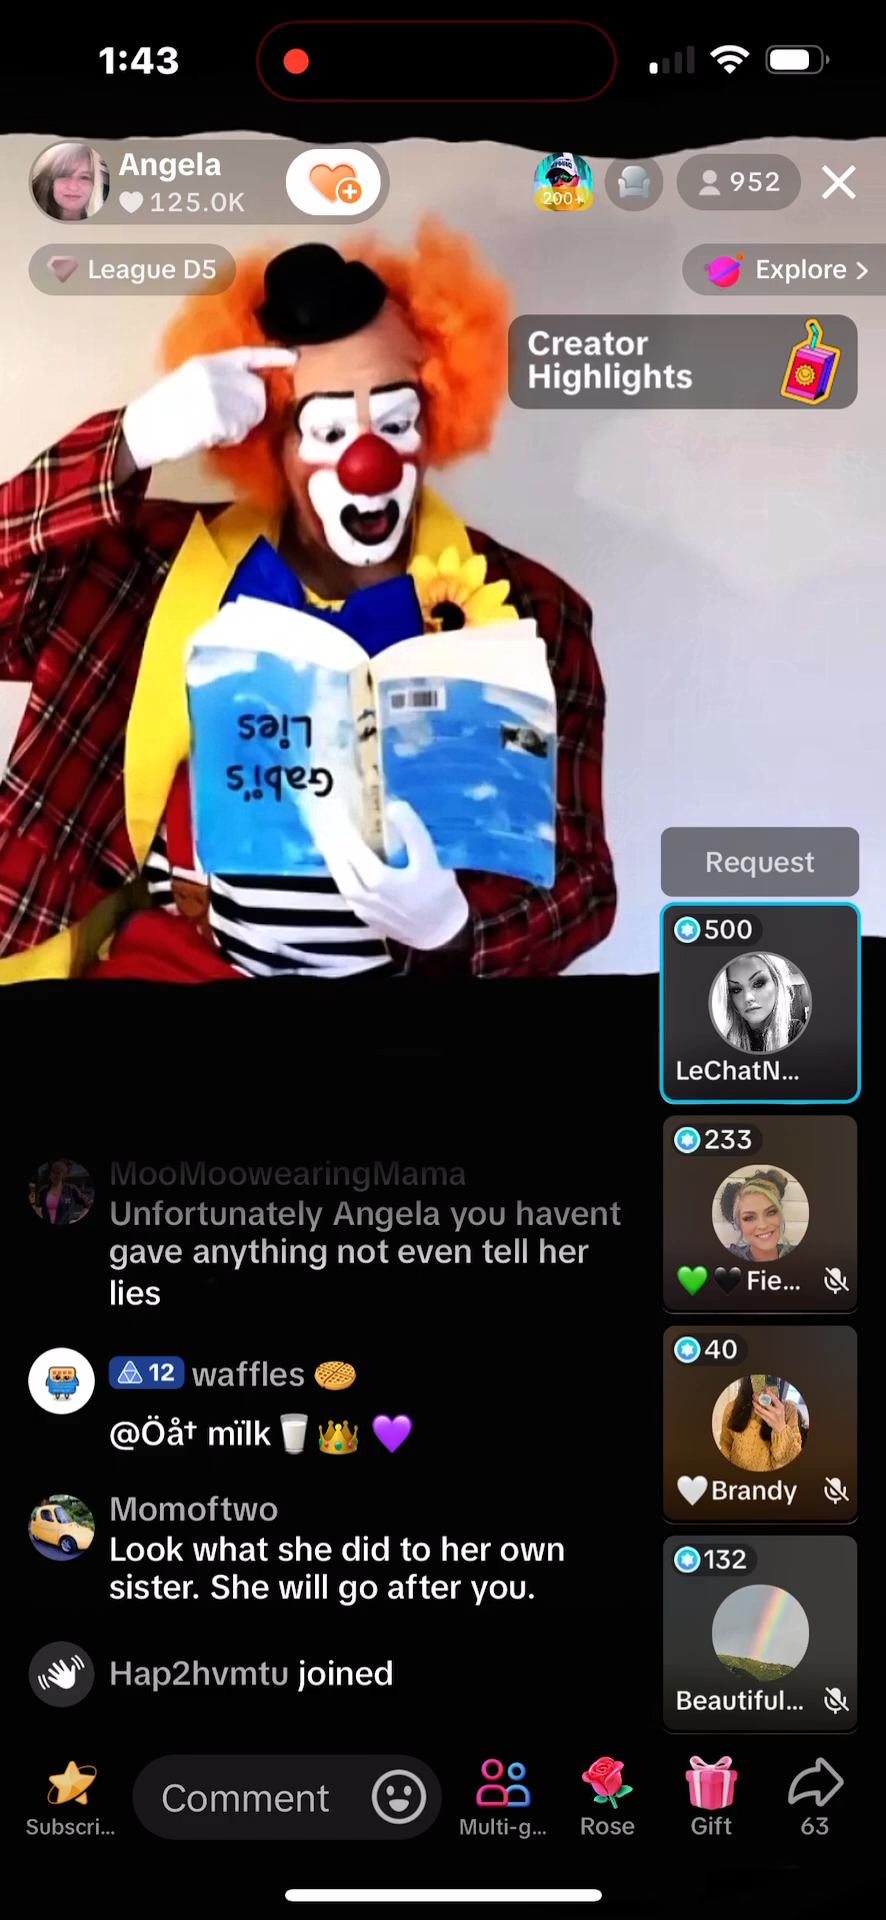 1:43
Angela
125.0K
200+
952
League D5
Explore >
Creator
Highlights
Gabi's
Lies
Request
500
LeChatN...
MooMoowearingMama
Unfortunately Angela you havent
gave anything not even tell her
lies
233
💚🖤Fie...
12 waffles 🧇
@Öå† mïlk🥛👑 💜
40
🤍Brandy
Momoftwo
Look what she did to her own
sister. She will go after you.
132
Beautiful...
Hap2hvmtu joined
Subscri...
Comment
Multi-g...
Rose
Gift
63